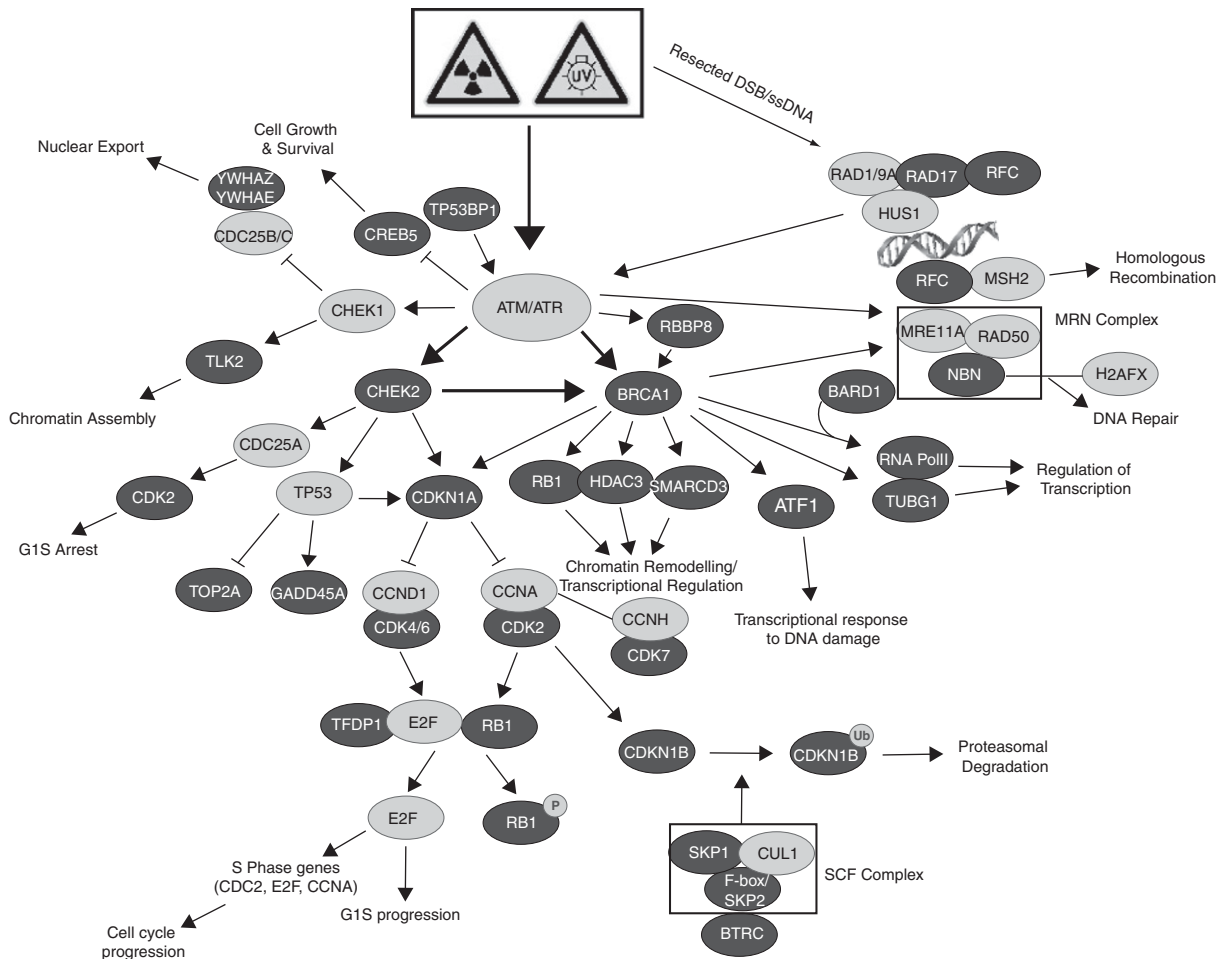 UV
Resected DSB/ssDNA
Nuclear Export
Cell Growth
& Survival
YWHAZ
YWHAE
CDC25B/C
CREB5
TP53BP1
RAD1/9A
RAD17
RFC
HUS1
RFC
MSH2
Homologous
Recombination
CHEK1
ATM/ATR
RBBP8
MRE11A
RAD50
MRN Complex
TLK2
CHEK2
BRCA1
BARD1
NBN
H2AFX
Chromatin Assembly
DNA Repair
CDC25A
CDK2
TP53
CDKN1A
RB1
HDAC3
SMARCD3
ATF1
RNA PolII
TUBG1
Regulation of
Transcription
G1S Arrest
TOP2A
GADD45A
CCND1
CDK4/6
CCNA
CDK2
Chromatin Remodelling/
Transcriptional Regulation
CCNH
CDK7
Transcriptional response
to DNA damage
TFDP1
E2F
RB1
CDKN1B
CDKN1B
Ub
Proteasomal
Degradation
E2F
RB1
P
SKP1
CUL1
F-box/
SKP2
SCF Complex
BTRC
S Phase genes
(CDC2, E2F, CCNA)
G1S progression
Cell cycle
progression